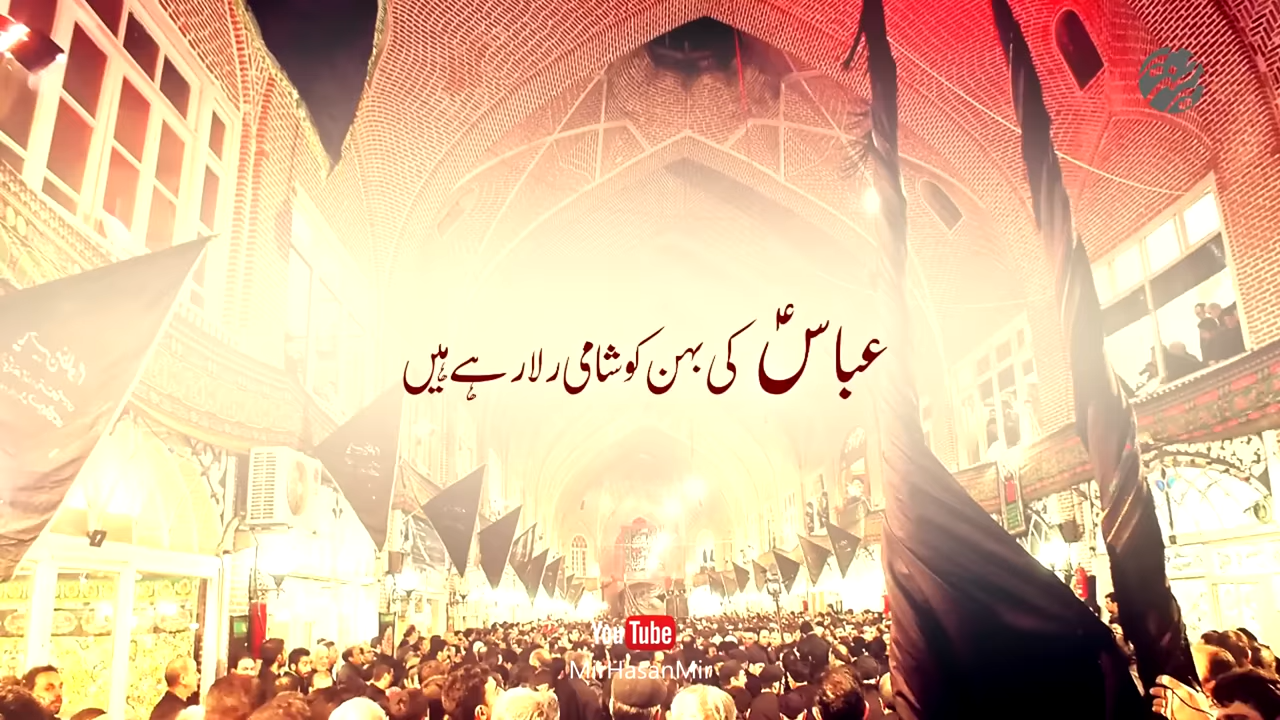 عباسؑ کی بہن کو شامی رلا رہے ہیں
YouTube
MirHasanMir